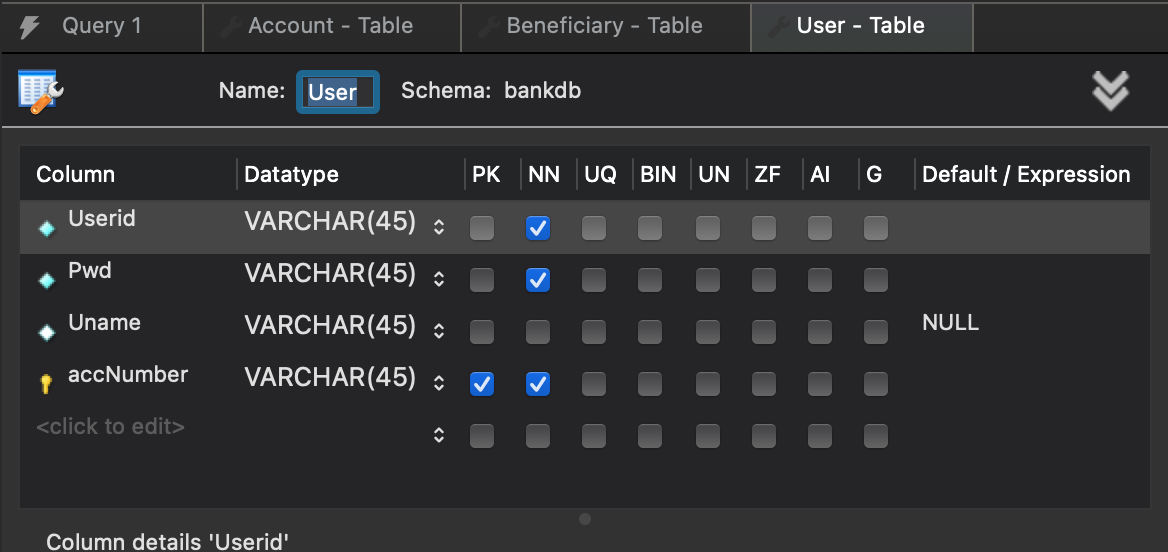 Query 1 Account - Table Beneficiary - Table User - Table
Name: User Schema: bankdb
Column Datatype PK NN UQ BIN UN ZF AI G Default / Expression
Userid VARCHAR(45)
Pwd VARCHAR(45)
Uname VARCHAR(45) NULL
accNumber VARCHAR(45)
<click to edit>
Column details 'Userid'